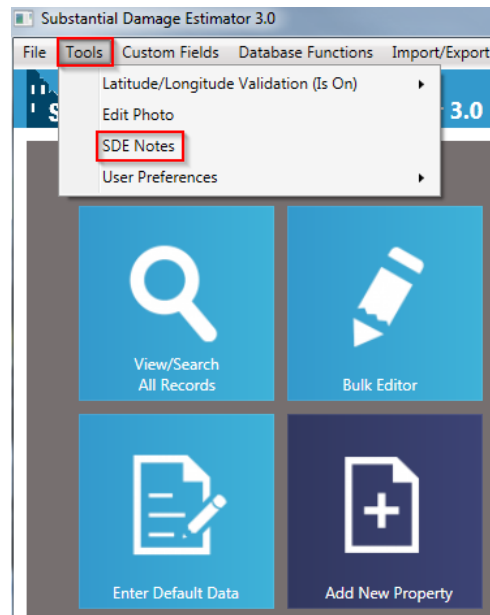 Substantial Damage Estimator 3.0
File Tools Custom Fields Database Functions Import/Export
Latitude/Longitude Validation (Is On)
Edit Photo
SDE Notes
User Preferences
S
3.0
View/Search
All Records
Bulk Editor
Enter Default Data
Add New Property